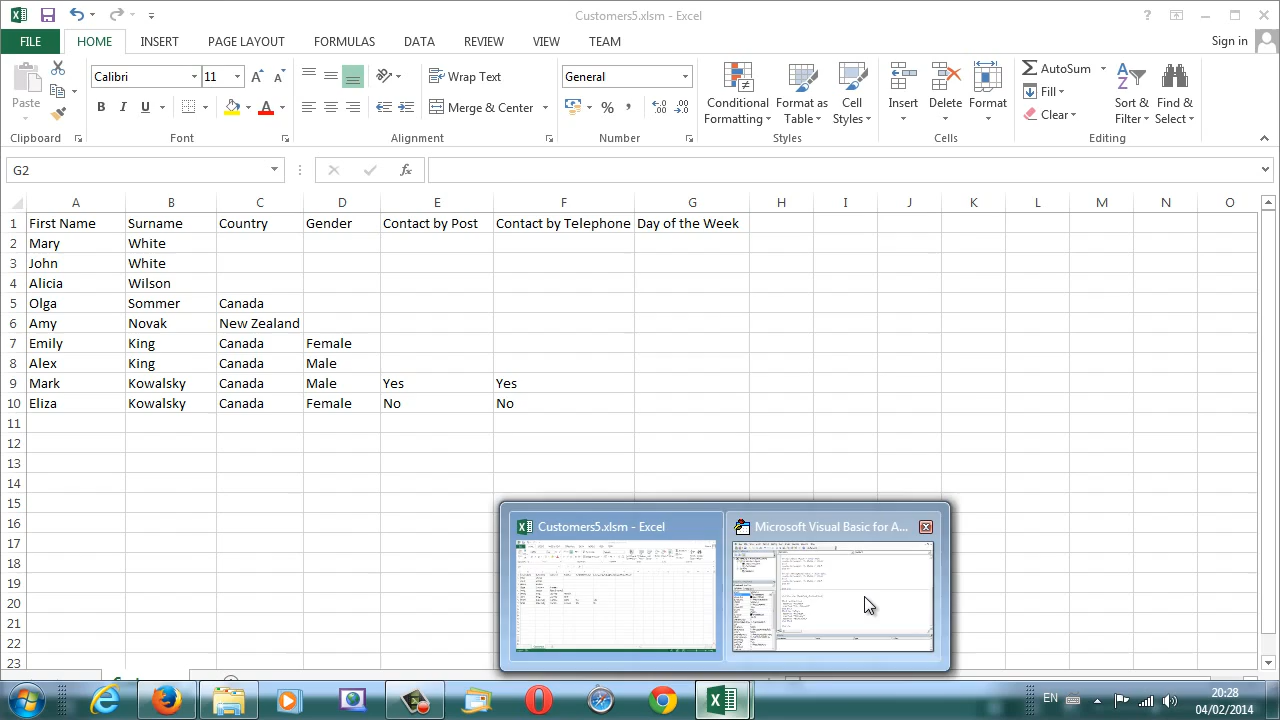 Customers5.xlsm - Excel
FILE HOME INSERT PAGE LAYOUT FORMULAS DATA REVIEW VIEW TEAM Sign in
Paste
Calibri 11
Wrap Text
Merge & Center
General
Conditional Formatting
Format as Table
Cell Styles
Insert Delete Format
AutoSum
Fill
Clear
Sort & Filter
Find & Select
Clipboard Font Alignment Number Styles Cells Editing
G2 fx
A B C D E F G H I J K L M N O
1 First Name Surname Country Gender Contact by Post Contact by Telephone Day of the Week
2 Mary White
3 John White
4 Alicia Wilson
5 Olga Sommer Canada
6 Amy Novak New Zealand
7 Emily King Canada Female
8 Alex King Canada Male
9 Mark Kowalsky Canada Male Yes Yes
10 Eliza Kowalsky Canada Female No No
11
12
13
14
15
16
17
18
19
20
21
22
23
Customers5.xlsm - Excel
Microsoft Visual Basic for A...
EN
20:28
04/02/2014